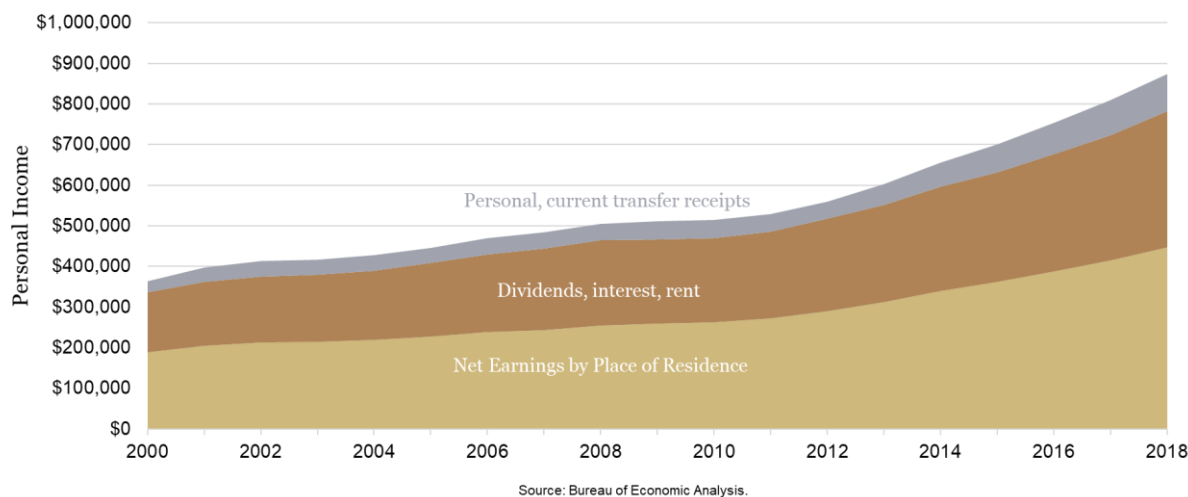 $1,000,000
$900,000
$800,000
$700,000
$600,000
$500,000
$400,000
$300,000
$200,000
$100,000
$0
Personal Income
Personal, current transfer receipts
Dividends, interest, rent
Net Earnings by Place of Residence
2000 2002 2004 2006 2008 2010 2012 2014 2016 2018
Source: Bureau of Economic Analysis.